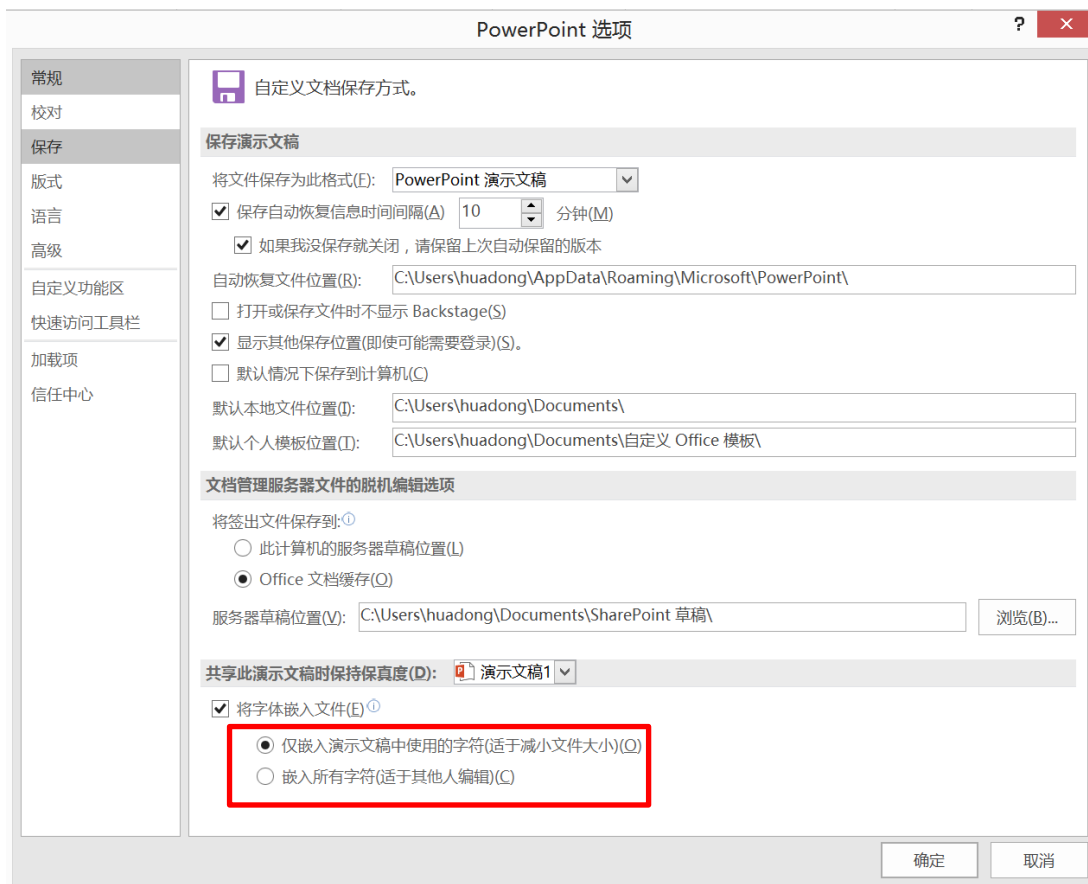 PowerPoint 选项
?
常规
校对
保存
版式
语言
高级
自定义功能区
快速访问工具栏
加载项
信任中心
自定义文档保存方式。
保存演示文稿
将文件保存为此格式(F): PowerPoint 演示文稿
保存自动恢复信息时间间隔(A) 10 分钟(M)
如果我没保存就关闭，请保留上次自动保留的版本
自动恢复文件位置(R): C:\Users\huadong\AppData\Roaming\Microsoft\PowerPoint\
打开或保存文件时不显示 Backstage(S)
显示其他保存位置(即使可能需要登录)(S)。
默认情况下保存到计算机(C)
默认本地文件位置(I): C:\Users\huadong\Documents\
默认个人模板位置(T): C:\Users\huadong\Documents\自定义 Office 模板\
文档管理服务器文件的脱机编辑选项
将签出文件保存到:
此计算机的服务器草稿位置(L)
Office 文档缓存(O)
服务器草稿位置(V): C:\Users\huadong\Documents\SharePoint 草稿\ 浏览(B)...
共享此演示文稿时保持保真度(D): 演示文稿1
将字体嵌入文件(E)
仅嵌入演示文稿中使用的字符(适于减小文件大小)(O)
嵌入所有字符(适于其他人编辑)(C)
确定 取消